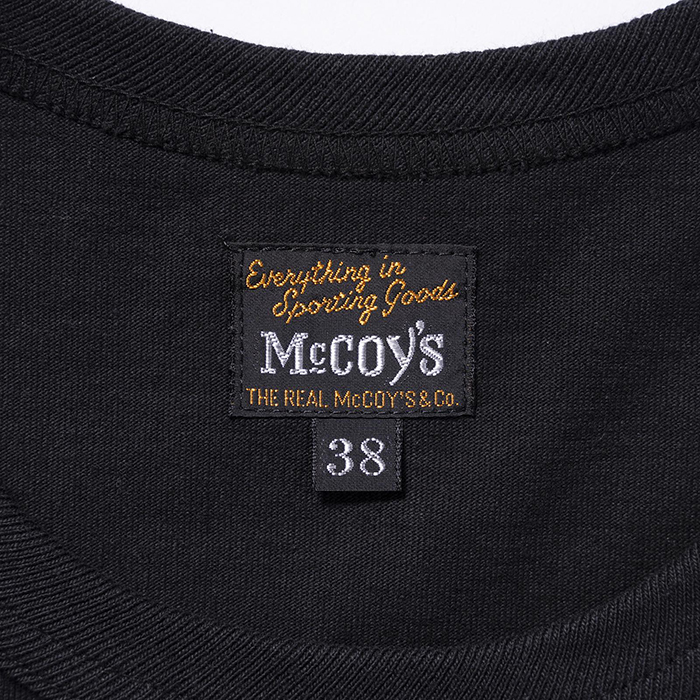 Everything in
Sporting Goods
McCOY'S
THE REAL McCOY'S & Co.
38